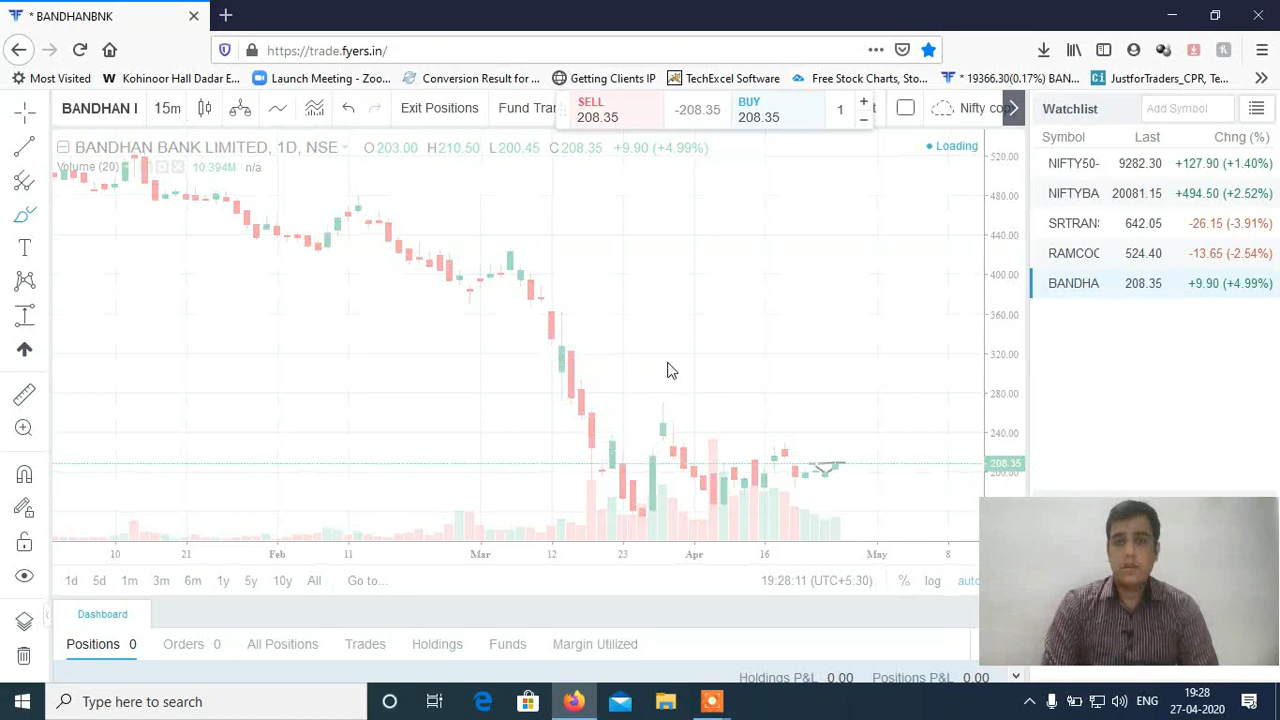 * BANDHANBNK
https://trade.fyers.in/
Most Visited
Kohinoor Hall Dadar E...
Launch Meeting - Zoo...
Conversion Result for ...
Getting Clients IP
TechExcel Software
Free Stock Charts, Sto...
* 19366.30(0.17%) BAN...
JustforTraders_CPR, Te...
BANDHAN I
15m
Exit Positions
Fund Tran
SELL
208.35
-208.35
BUY
208.35
1
t
Nifty cop
Watchlist
Add Symbol
BANDHAN BANK LIMITED, 1D, NSE
O203.00 H210.50 L200.45 C208.35 +9.90 (+4.99%)
Loading
Volume (20)
10.394M n/a
Symbol Last Chng (%)
NIFTY50- 9282.30 +127.90 (+1.40%)
NIFTYBA 20081.15 +494.50 (+2.52%)
SRTRAN: 642.05 -26.15 (-3.91%)
RAMCOC 524.40 -13.65 (-2.54%)
BANDHA 208.35 +9.90 (+4.99%)
520.00
480.00
440.00
400.00
360.00
320.00
280.00
240.00
208.35
200.00
10 21 Feb 11 Mar 12 23 Apr 16 May 8
1d 5d 1m 3m 6m 1y 5y 10y All Go to...
19:28:11 (UTC+5:30)
% log auto
Dashboard
Positions 0 Orders 0 All Positions Trades Holdings Funds Margin Utilized
Holdings P&L 0.00 Positions P&L 0.00
Type here to search
ENG
19:28
27-04-2020